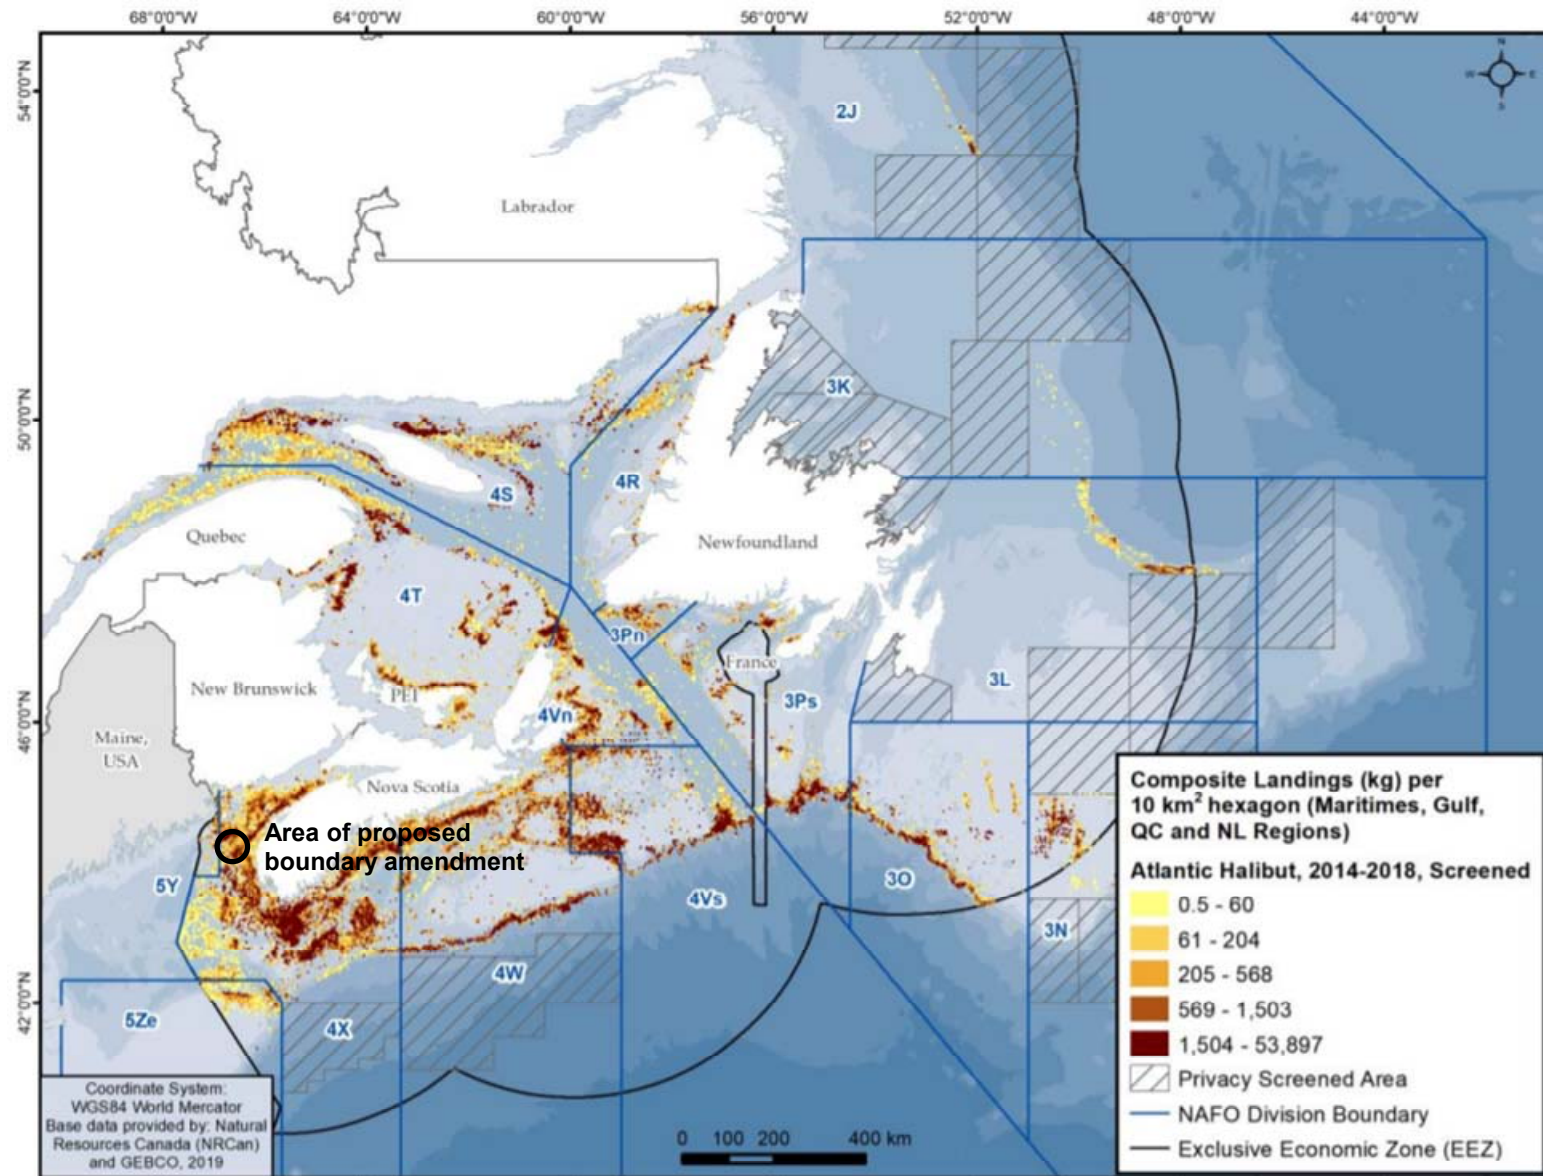 68°0'0"W
64°0'0"W
60°0'0"W
56°0'0"W
52°0'0"W
48°0'0"W
44°0'0"W
54°0'0"N
50°0'0"N
46°0'0"N
42°0'0"N
N
W
E
S
2J
Labrador
3K
4S
4R
Quebec
Newfoundland
4T
3Pn
France
New Brunswick
PEI
3L
3Ps
4Vn
Maine,
USA
Nova Scotia
Area of proposed
boundary amendment
5Y
3O
4Vs
3N
4W
5Ze
4X
Composite Landings (kg) per
10 km² hexagon (Maritimes, Gulf,
QC and NL Regions)
Atlantic Halibut, 2014-2018, Screened
0.5 - 60
61 - 204
205 - 568
569 - 1,503
1,504 - 53,897
Privacy Screened Area
NAFO Division Boundary
Exclusive Economic Zone (EEZ)
Coordinate System:
WGS84 World Mercator
Base data provided by: Natural
Resources Canada (NRCan)
and GEBCO, 2019
0 100 200 400 km